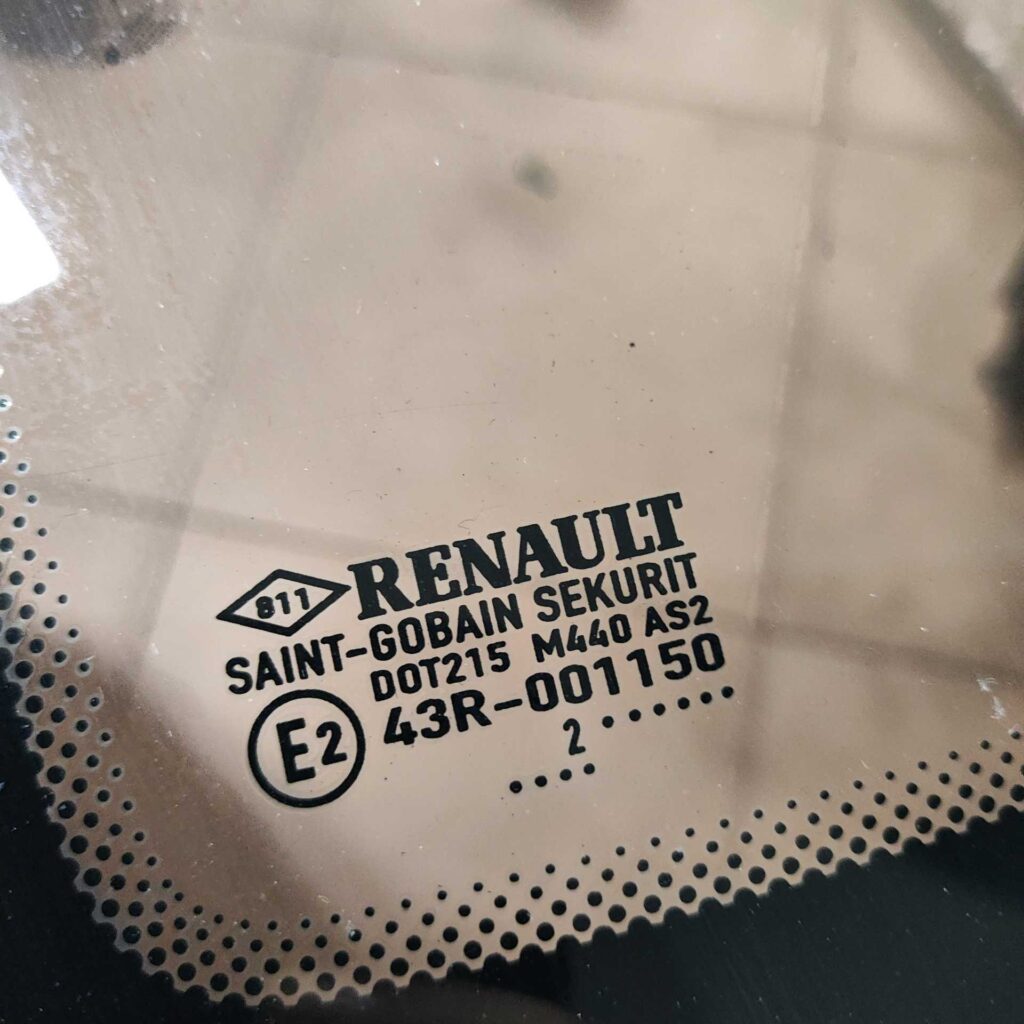 811 RENAULT
SAINT-GOBAIN SEKURIT
DOT215 M440 AS2
E2 43R-001150
2 .......
....